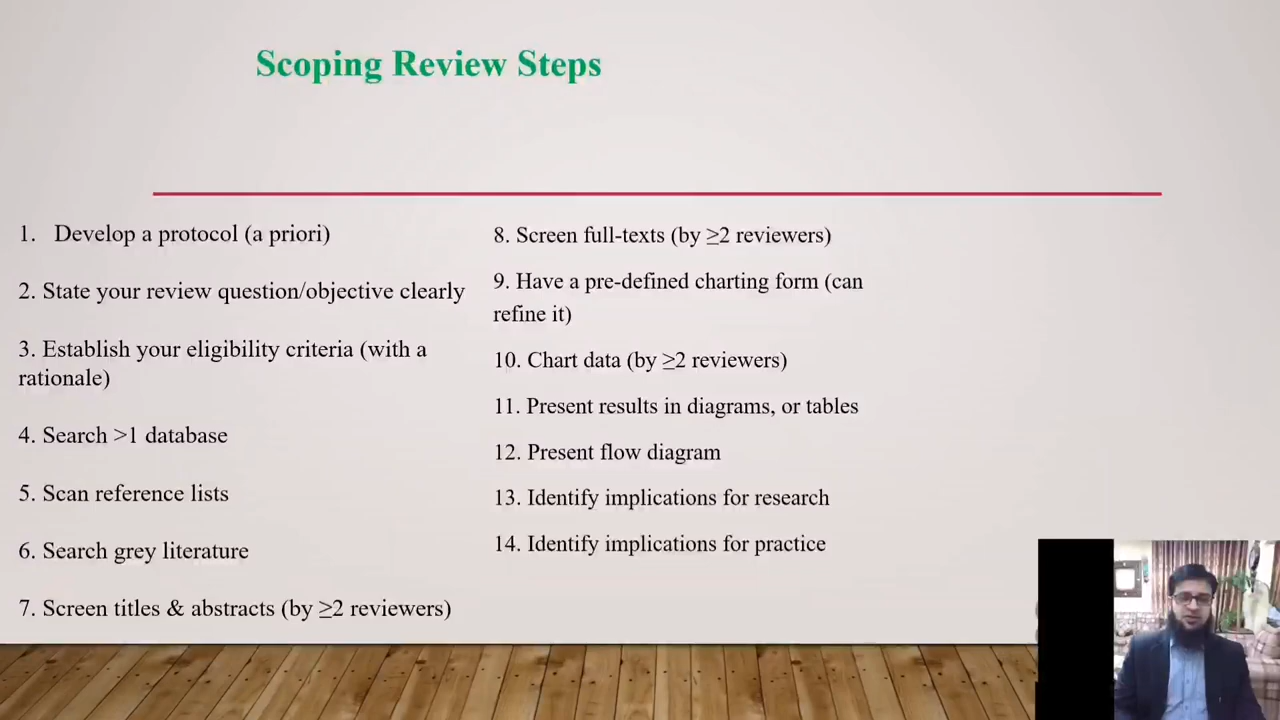 Scoping Review Steps
1. Develop a protocol (a priori)
2. State your review question/objective clearly
3. Establish your eligibility criteria (with a
rationale)
4. Search >1 database
5. Scan reference lists
6. Search grey literature
7. Screen titles & abstracts (by ≥2 reviewers)
8. Screen full-texts (by ≥2 reviewers)
9. Have a pre-defined charting form (can
refine it)
10. Chart data (by ≥2 reviewers)
11. Present results in diagrams, or tables
12. Present flow diagram
13. Identify implications for research
14. Identify implications for practice